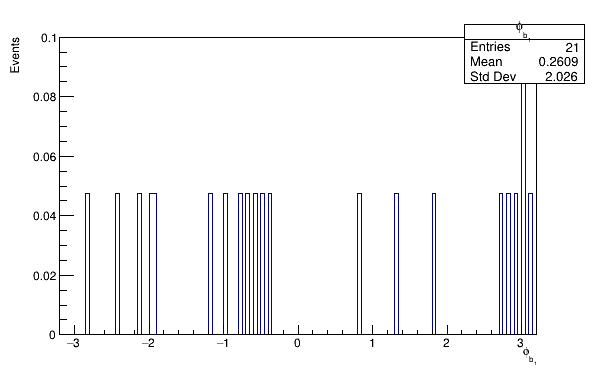 ϕ_b₁
Entries 21
Mean 0.2609
Std Dev 2.026
Events
0.1
0.08
0.06
0.04
0.02
0
−3 −2 −1 0 1 2 3
ϕ_b₁